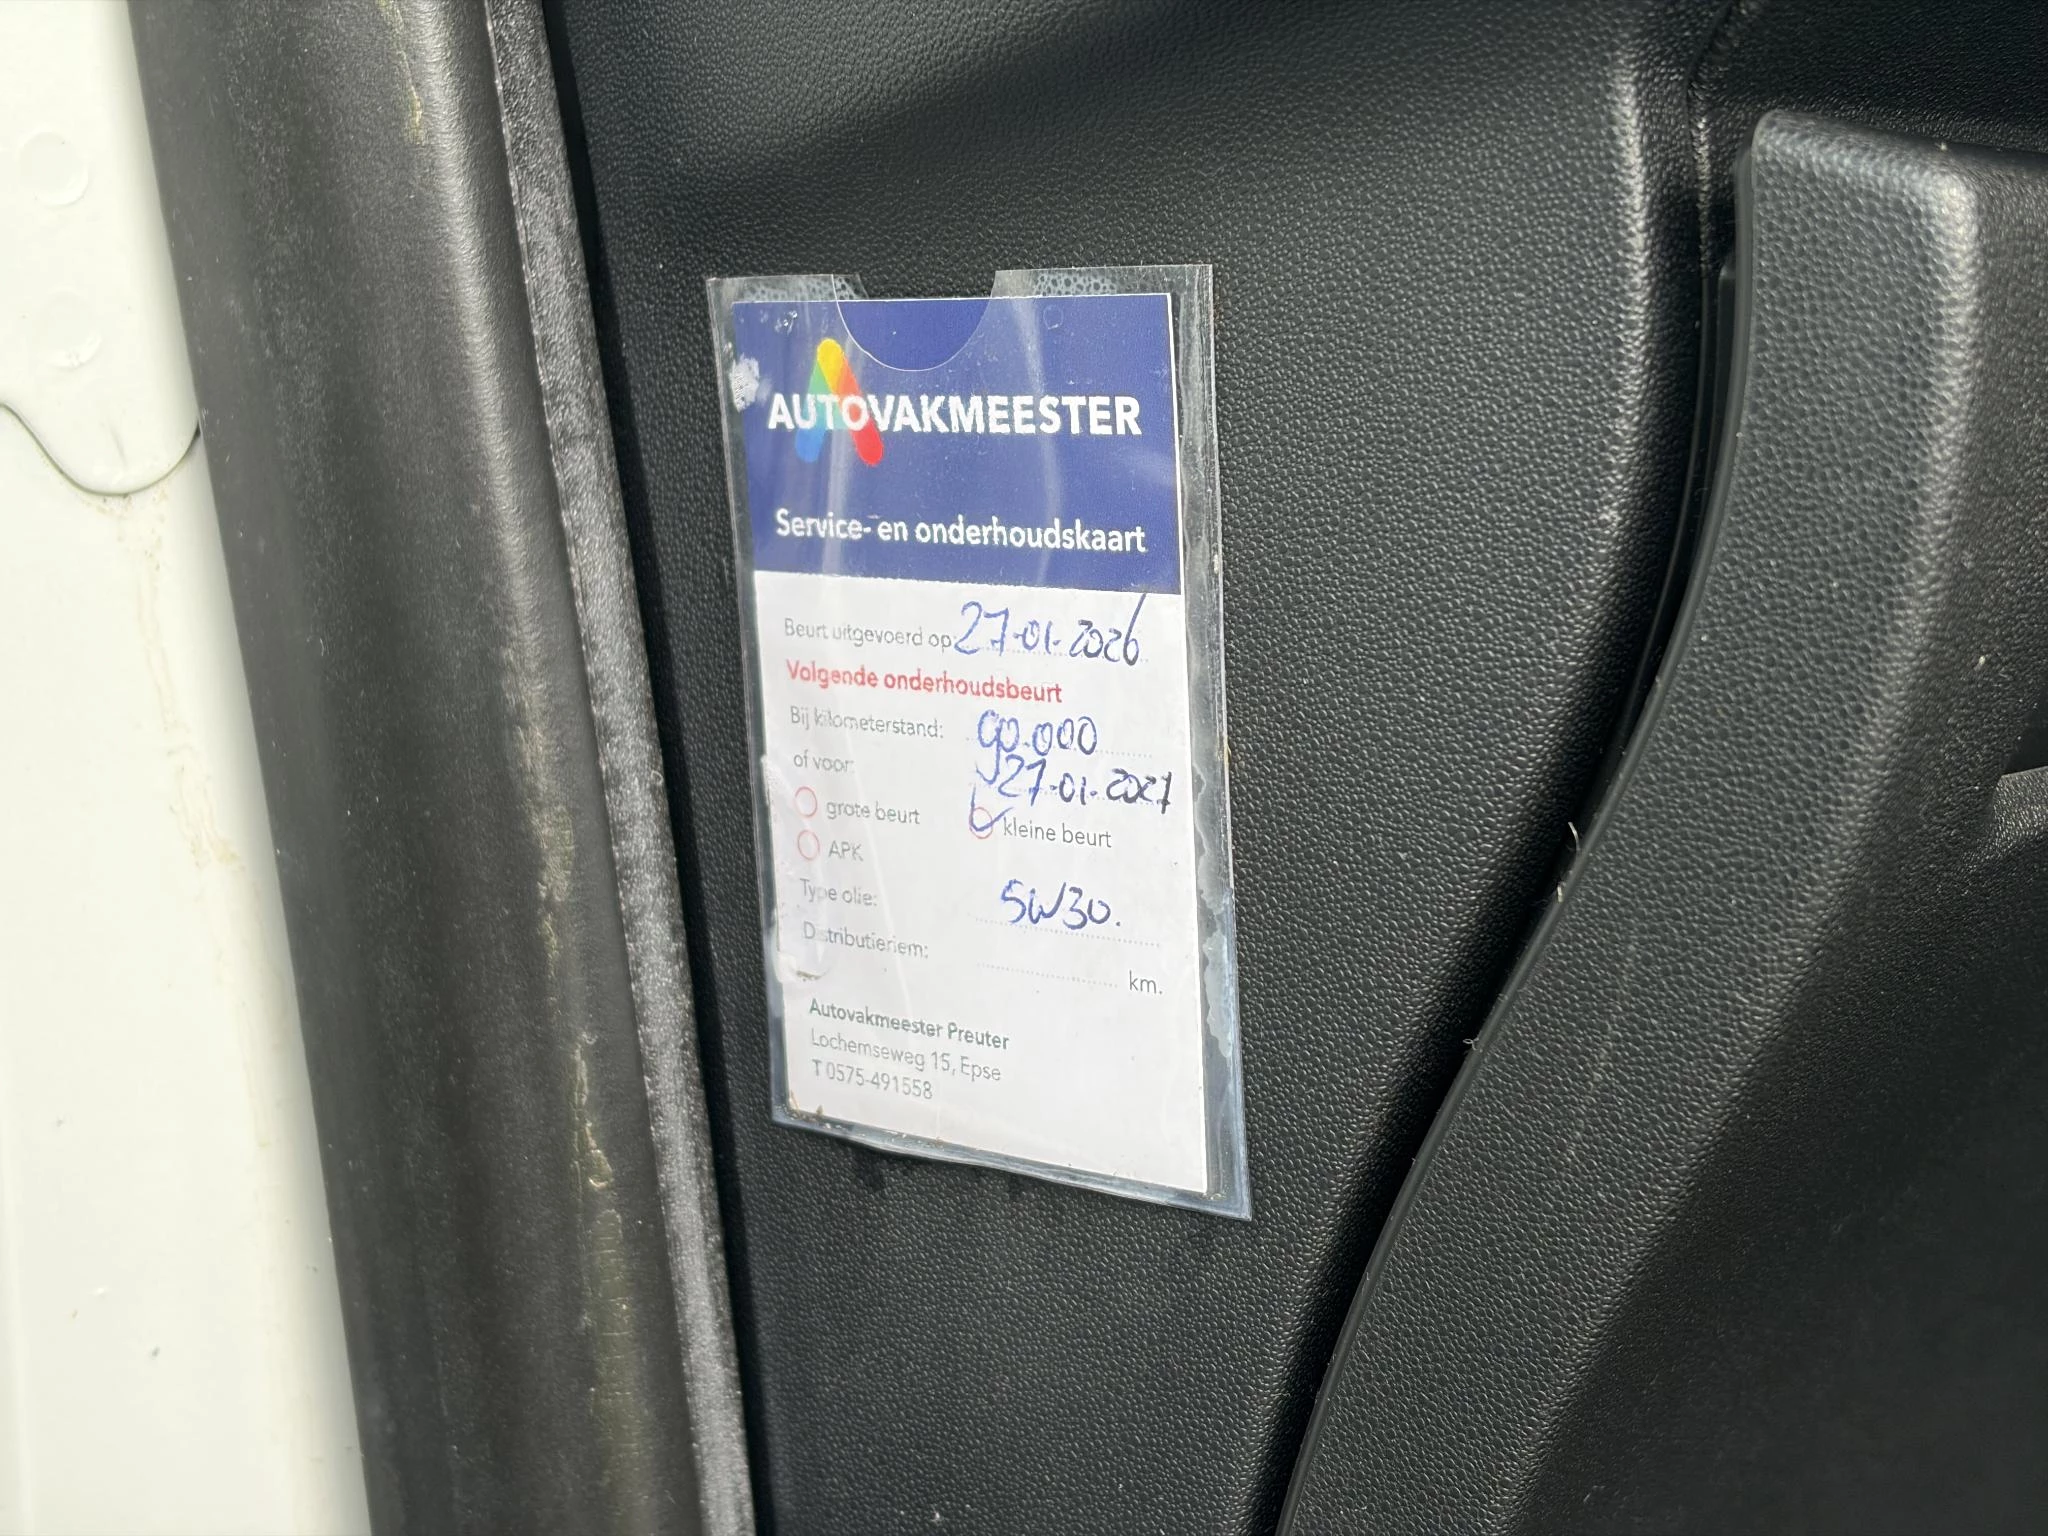 AUTOVAKMEESTER
Service- en onderhoudskaart
Beurt uitgevoerd op: 27-01-2026
Volgende onderhoudsbeurt
Bij kilometerstand: 90.000
of voor: 27-01-2027
grote beurt kleine beurt
APK
Type olie: 5W30.
Distributieriem: km.
Autovakmeester Preuter
Lochemseweg 15, Epse
T 0575-491558